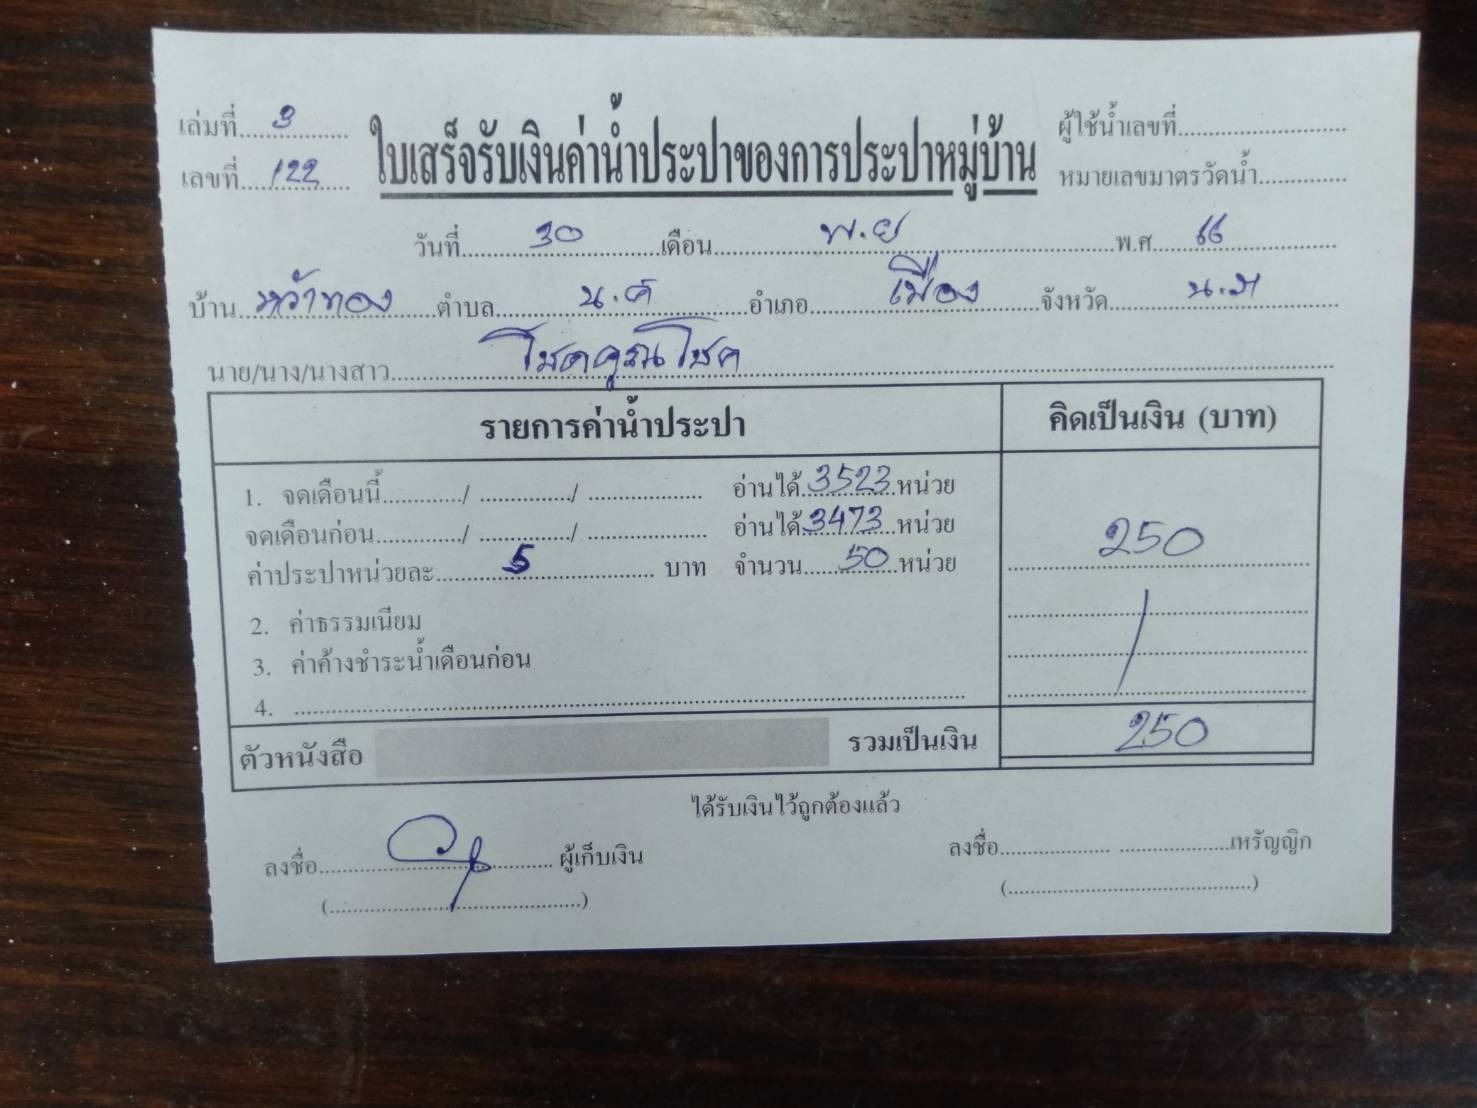 เล่มที่ 3 ใบเสร็จรับเงินค่าน้ำประปาของการประปาหมู่บ้าน ผู้ใช้น้ำเลขที่
เลขที่ 122 หมายเลขมาตรวัดน้ำ
วันที่ 30 เดือน พ.ย พ.ศ 66
บ้าน ตำบล น.ค อำเภอ เมือง จังหวัด
นาย/นาง/นางสาว
รายการค่าน้ำประปา คิดเป็นเงิน (บาท)
1. จดเดือนนี้ / / อ่านได้ 3523 หน่วย
จดเดือนก่อน / / อ่านได้ 3473 หน่วย 250
ค่าประปาหน่วยละ 5 บาท จำนวน 50 หน่วย
2. ค่าธรรมเนียม
3. ค่าค้างชำระน้ำเดือนก่อน
4.
ตัวหนังสือ รวมเป็นเงิน 250
ได้รับเงินไว้ถูกต้องแล้ว
ลงชื่อ ผู้เก็บเงิน ลงชื่อ เหรัญญิก
( ) ( )